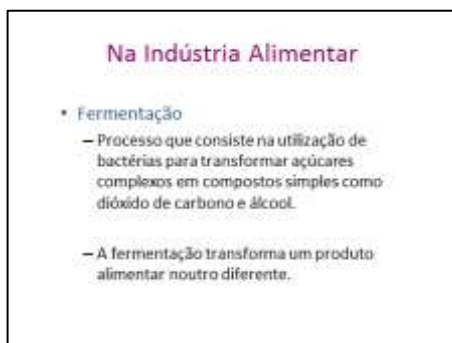 Na Indústria Alimentar
• Fermentação
– Processo que consiste na utilização de
bactérias para transformar açúcares
complexos em compostos simples como
dióxido de carbono e álcool.
– A fermentação transforma um produto
alimentar noutro diferente.